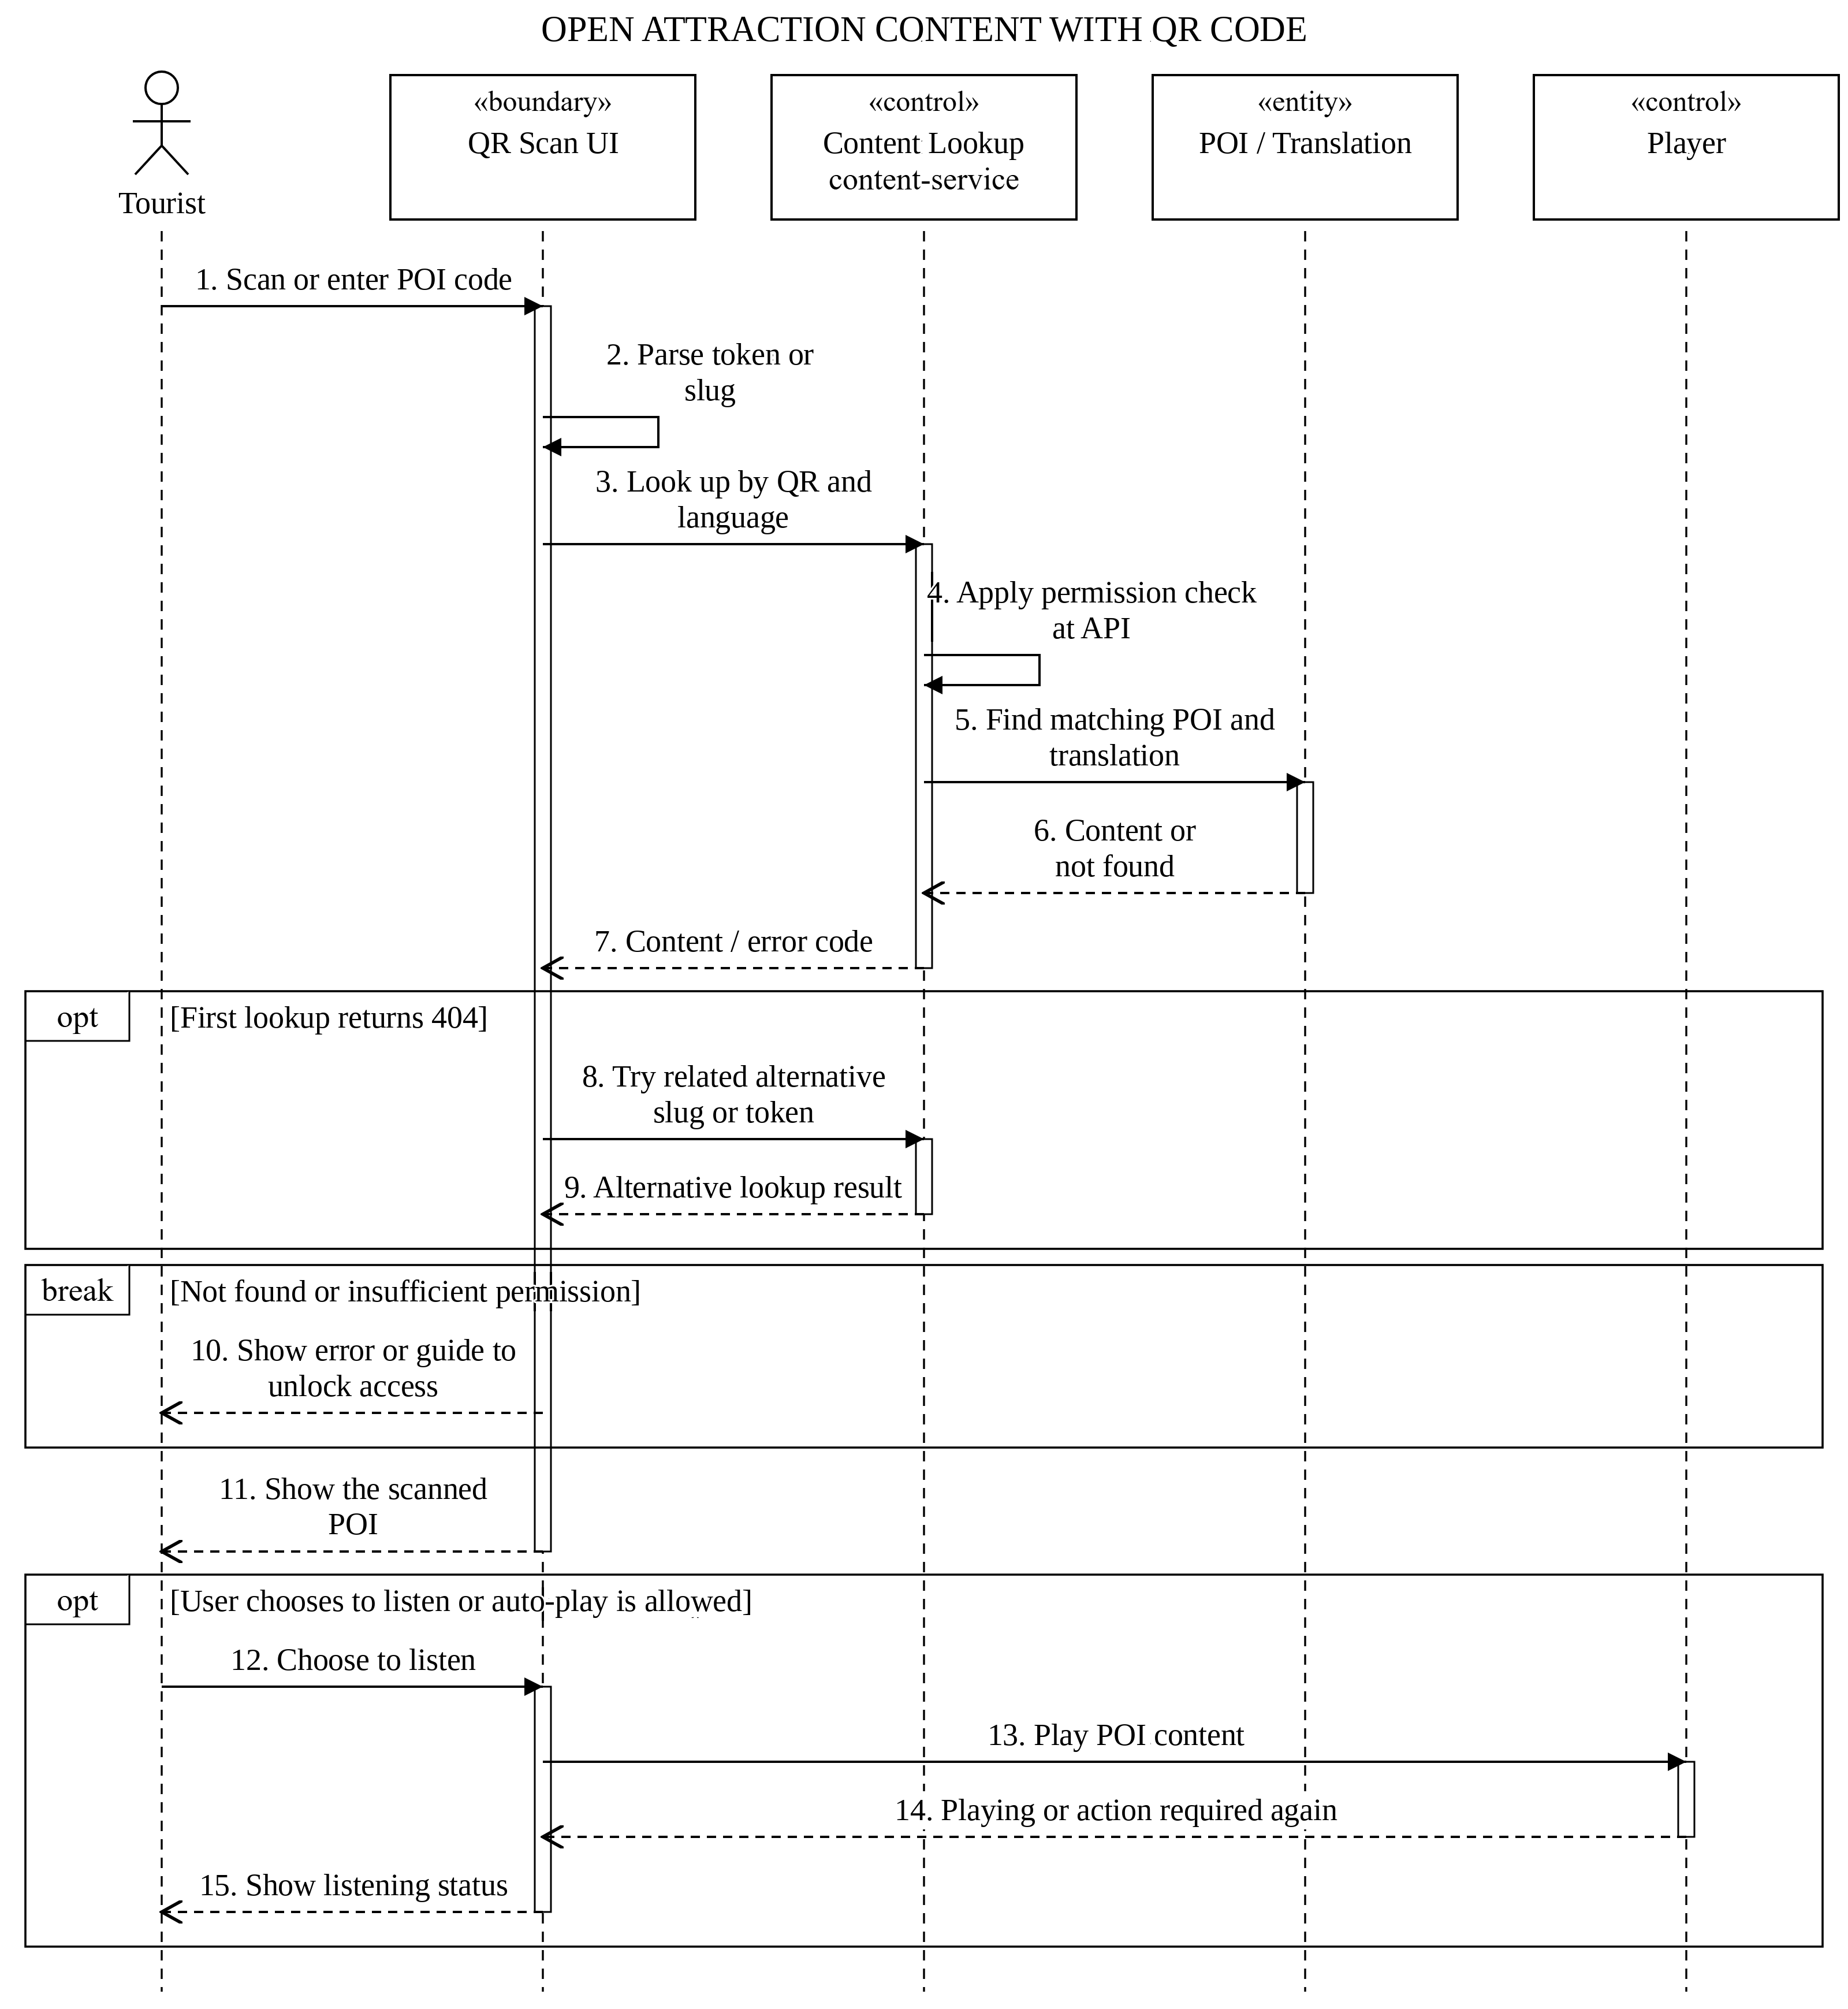 OPEN ATTRACTION CONTENT WITH QR CODE
Tourist
«boundary»
QR Scan UI
«control»
Content Lookup
content-service
«entity»
POI / Translation
«control»
Player
1. Scan or enter POI code
2. Parse token or
slug
3. Look up by QR and
language
4. Apply permission check
at API
5. Find matching POI and
translation
6. Content or
not found
7. Content / error code
opt
[First lookup returns 404]
8. Try related alternative
slug or token
9. Alternative lookup result
break
[Not found or insufficient permission]
10. Show error or guide to
unlock access
11. Show the scanned
POI
opt
[User chooses to listen or auto-play is allowed]
12. Choose to listen
13. Play POI content
14. Playing or action required again
15. Show listening status